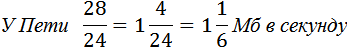 У Пети 28/24 = 1 4/24 = 1 1/6 Мб в секунду